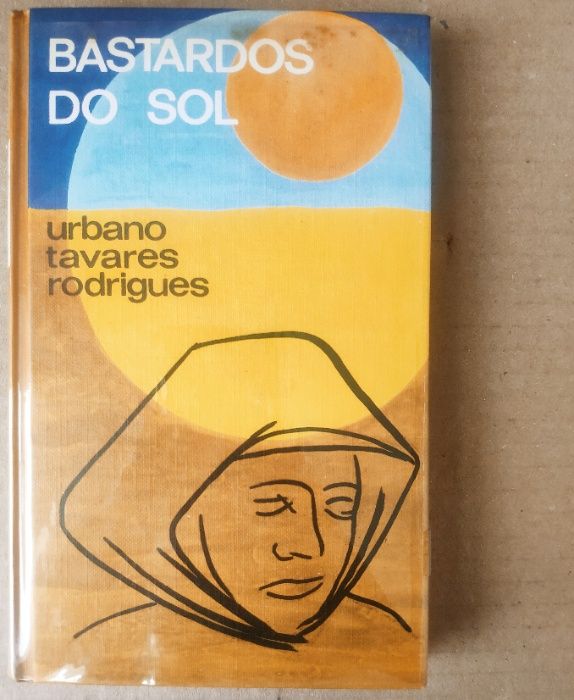 BASTARDOS
DO SOL
urbano
tavares
rodrigues